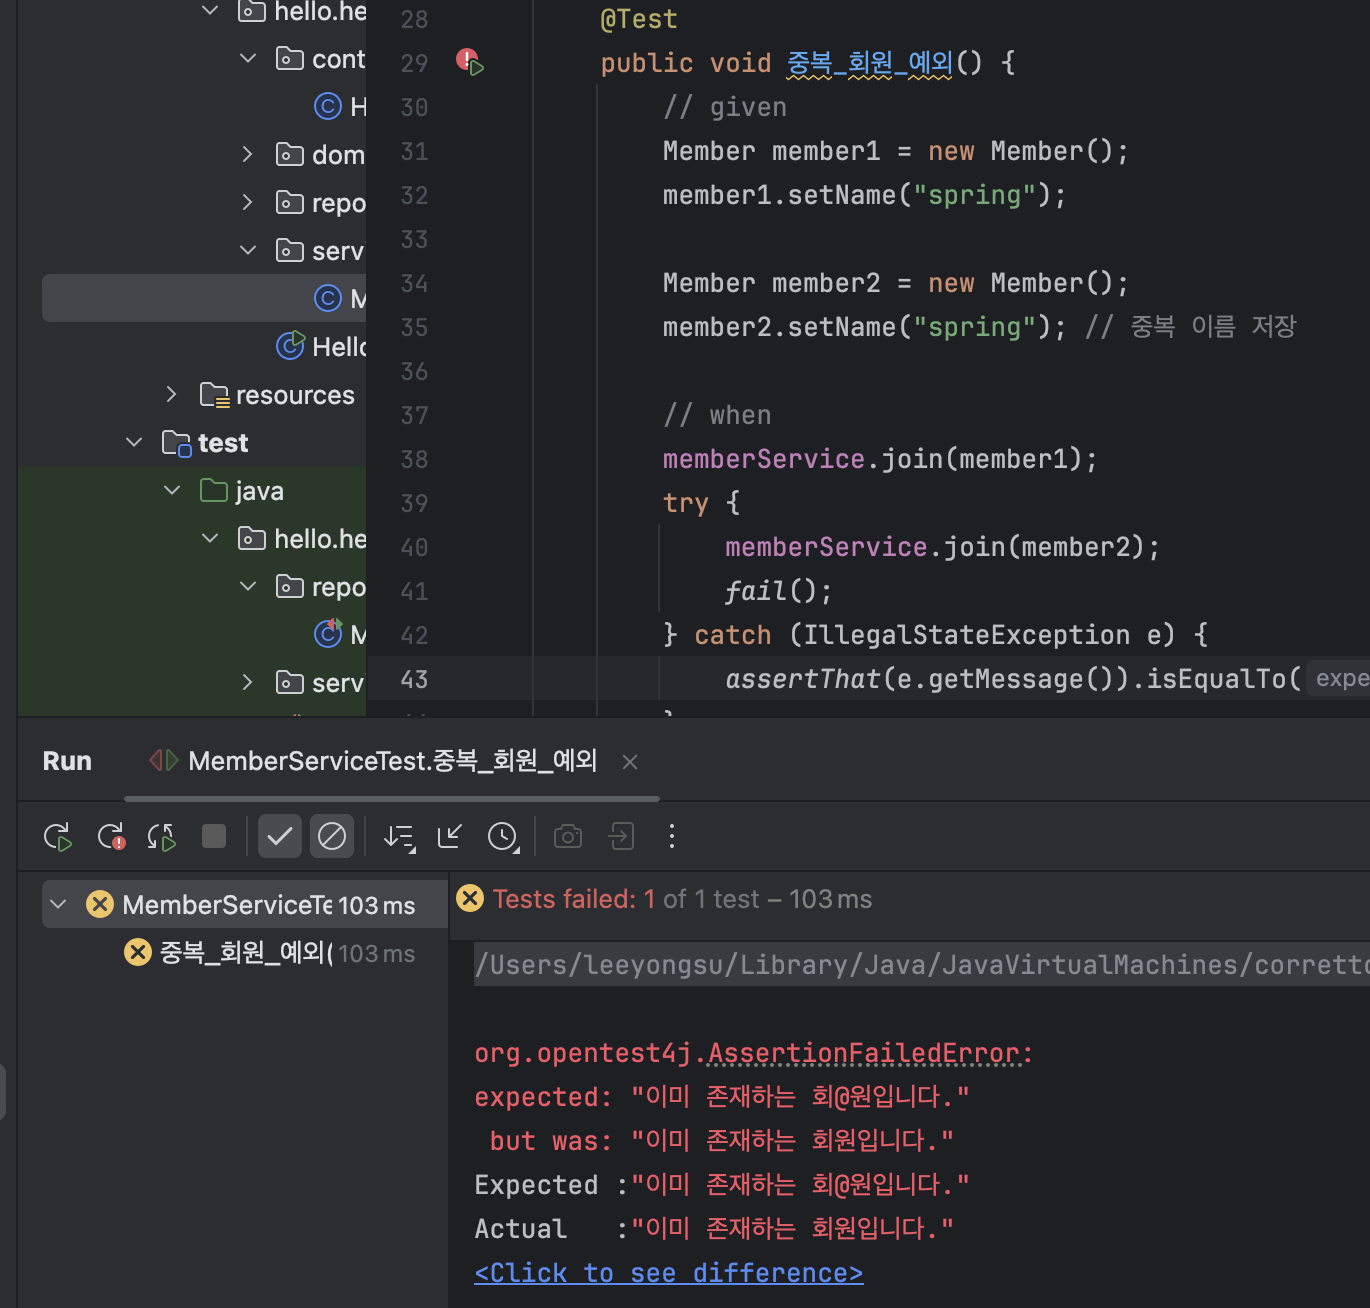 hello.he
cont
H
dom
repo
serv
M
Hello
resources
test
java
hello.he
repo
M
serv
28 @Test
29 public void 중복_회원_예외() {
30 // given
31 Member member1 = new Member();
32 member1.setName("spring");
33
34 Member member2 = new Member();
35 member2.setName("spring"); // 중복 이름 저장
36
37 // when
38 memberService.join(member1);
39 try {
40 memberService.join(member2);
41 fail();
42 } catch (IllegalStateException e) {
43 assertThat(e.getMessage()).isEqualTo( expe
Run MemberServiceTest.중복_회원_예외
MemberServiceTe 103 ms
중복_회원_예외( 103 ms
Tests failed: 1 of 1 test – 103 ms
/Users/leeyongsu/Library/Java/JavaVirtualMachines/corretto
org.opentest4j.AssertionFailedError:
expected: "이미 존재하는 회@원입니다."
but was: "이미 존재하는 회원입니다."
Expected :"이미 존재하는 회@원입니다."
Actual :"이미 존재하는 회원입니다."
<Click to see difference>